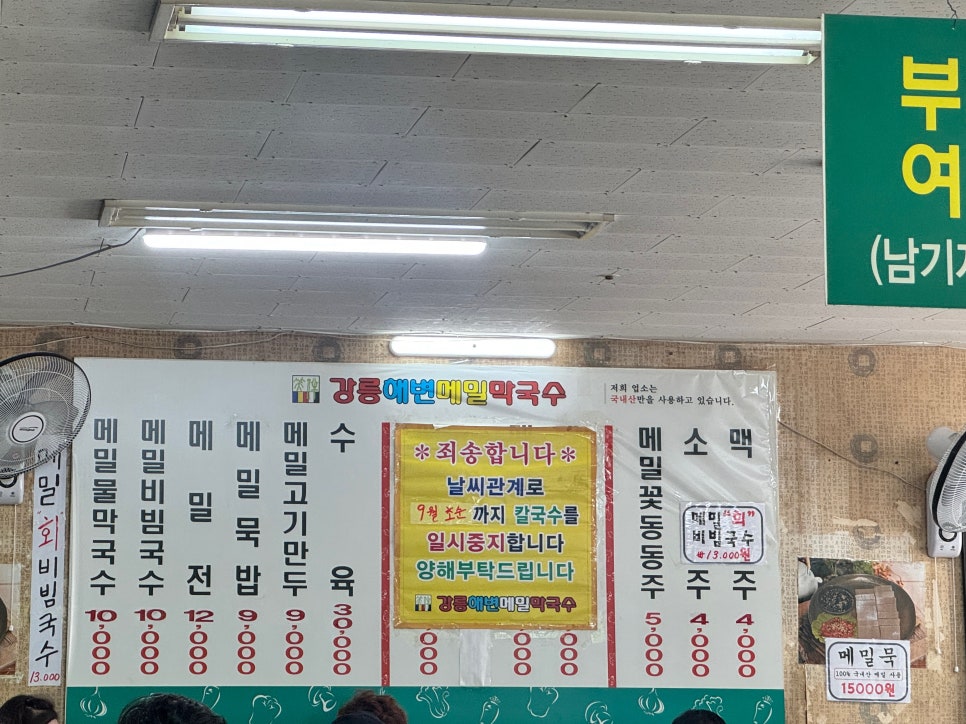 부
여
(남기
강릉해변메밀막국수
저희 업소는
국내산만을 사용하고 있습니다.
메밀물막국수 10,000
메밀비빔국수 10,000
메밀전 12,000
메밀묵밥 9,000
메밀고기만두 9,000
수육 30,000
*죄송합니다*
날씨관계로
9월 초순 까지 칼국수를
일시중지합니다
양해부탁드립니다
강릉해변메밀막국수
메밀꽃동동주 5,000
소주 4,000
맥주 4,000
메밀"회"
비빔국수
₩13.000원
밀"회"비빔국수
13.000
메밀묵
100% 국내산 메밀 사용
15000원